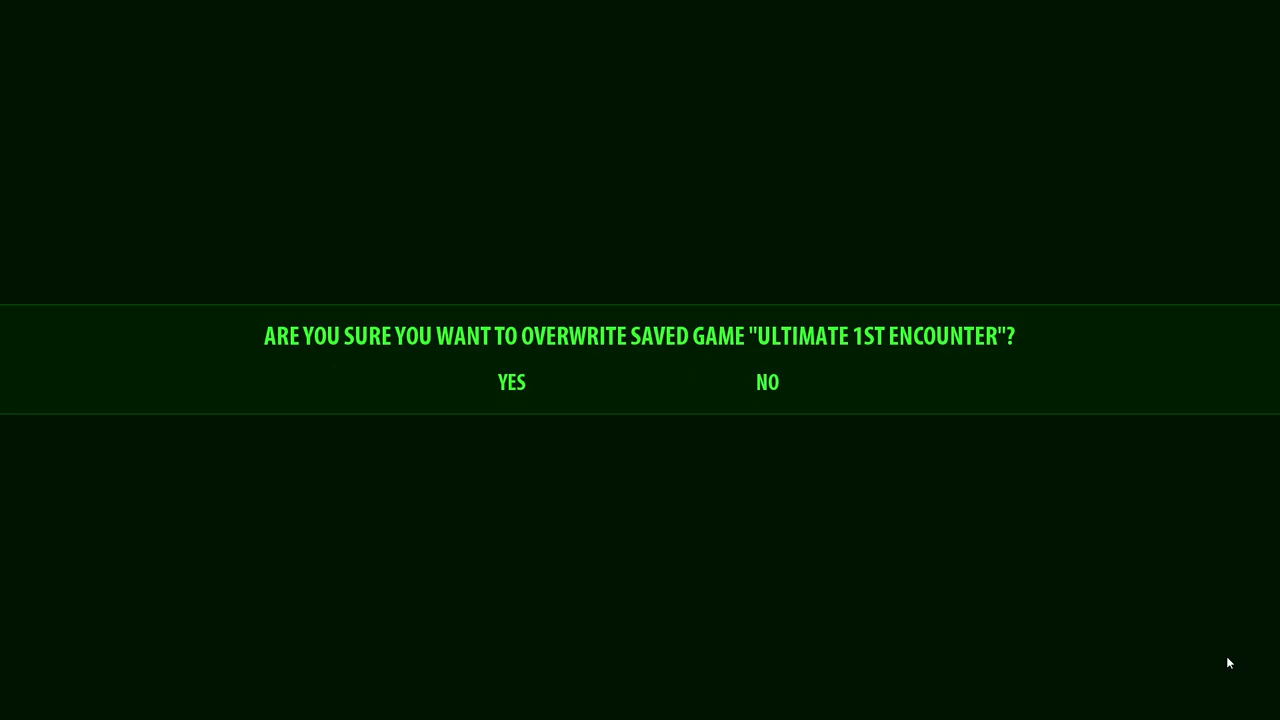 ARE YOU SURE YOU WANT TO OVERWRITE SAVED GAME "ULTIMATE 1ST ENCOUNTER"?
YES NO